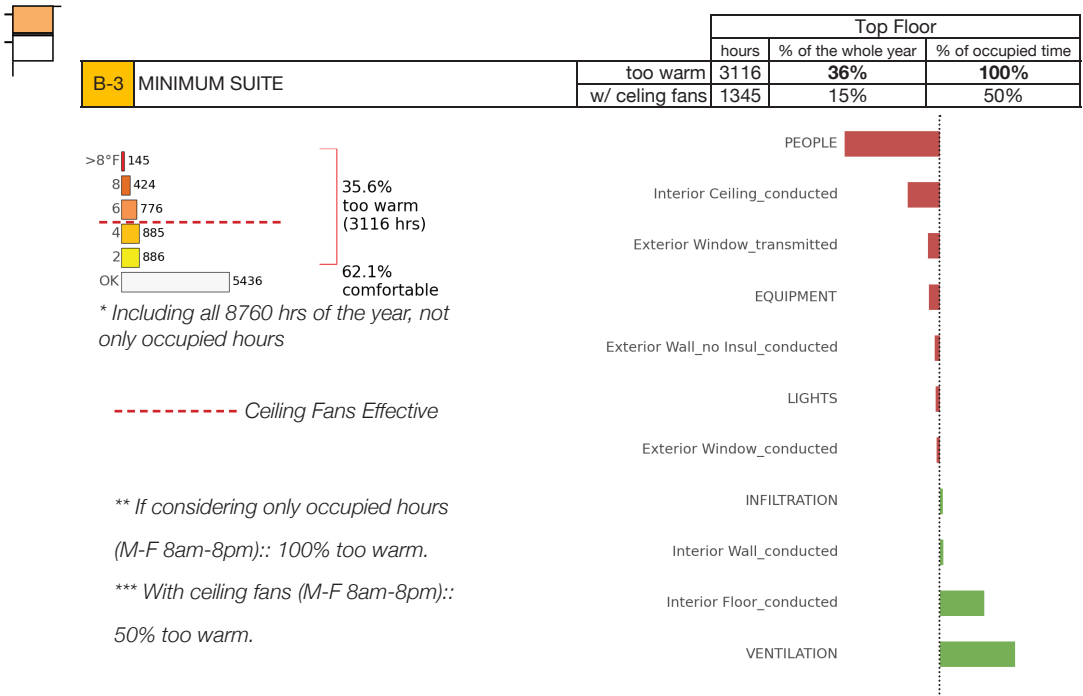 Top Floor
hours % of the whole year % of occupied time
B-3 MINIMUM SUITE too warm 3116 36% 100%
w/ celing fans 1345 15% 50%
>8°F 145
8 424
6 776
4 885
2 886
OK 5436
35.6%
too warm
(3116 hrs)
62.1%
comfortable
* Including all 8760 hrs of the year, not
only occupied hours
Ceiling Fans Effective
** If considering only occupied hours
(M-F 8am-8pm):: 100% too warm.
*** With ceiling fans (M-F 8am-8pm)::
50% too warm.
PEOPLE
Interior Ceiling_conducted
Exterior Window_transmitted
EQUIPMENT
Exterior Wall_no Insul_conducted
LIGHTS
Exterior Window_conducted
INFILTRATION
Interior Wall_conducted
Interior Floor_conducted
VENTILATION